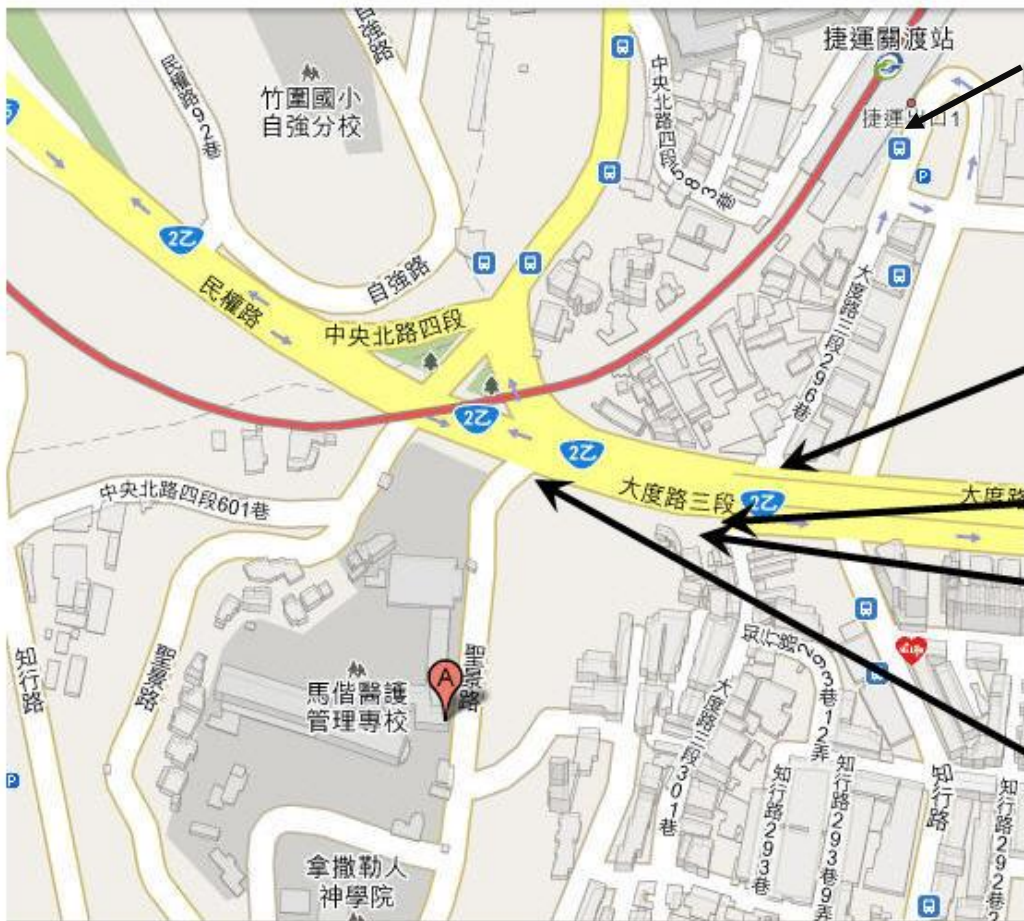 捷運關渡站
捷運出口1
竹圍國小
自強分校
民權路92巷
自強路
中央北路四段583巷
2乙
自強路
民權路
中央北路四段
大度路三段296巷
2乙
2乙
大度路三段
2乙
大度路
中央北路四段601巷
知行路
聖景路
聖景路
A
馬偕醫護
管理專校
知行路293巷12弄
大度路三段301巷
知行路293巷
知行路293巷9弄
知行路
知行路292巷
拿撒勒人
神學院
P
P